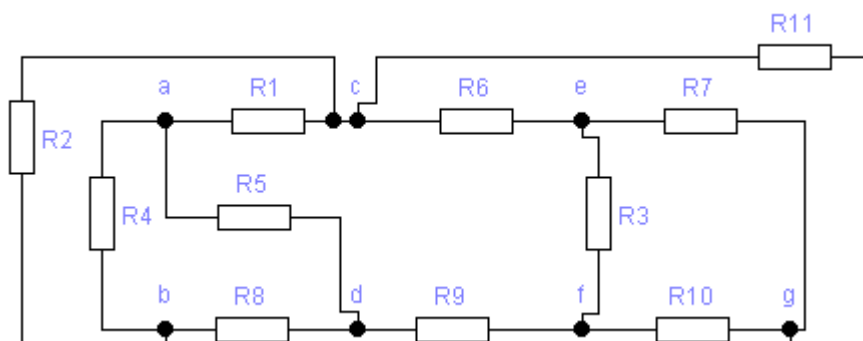 R11
a R1 c R6 e R7
R2
R5
R4 R3
b R8 d R9 f R10 g